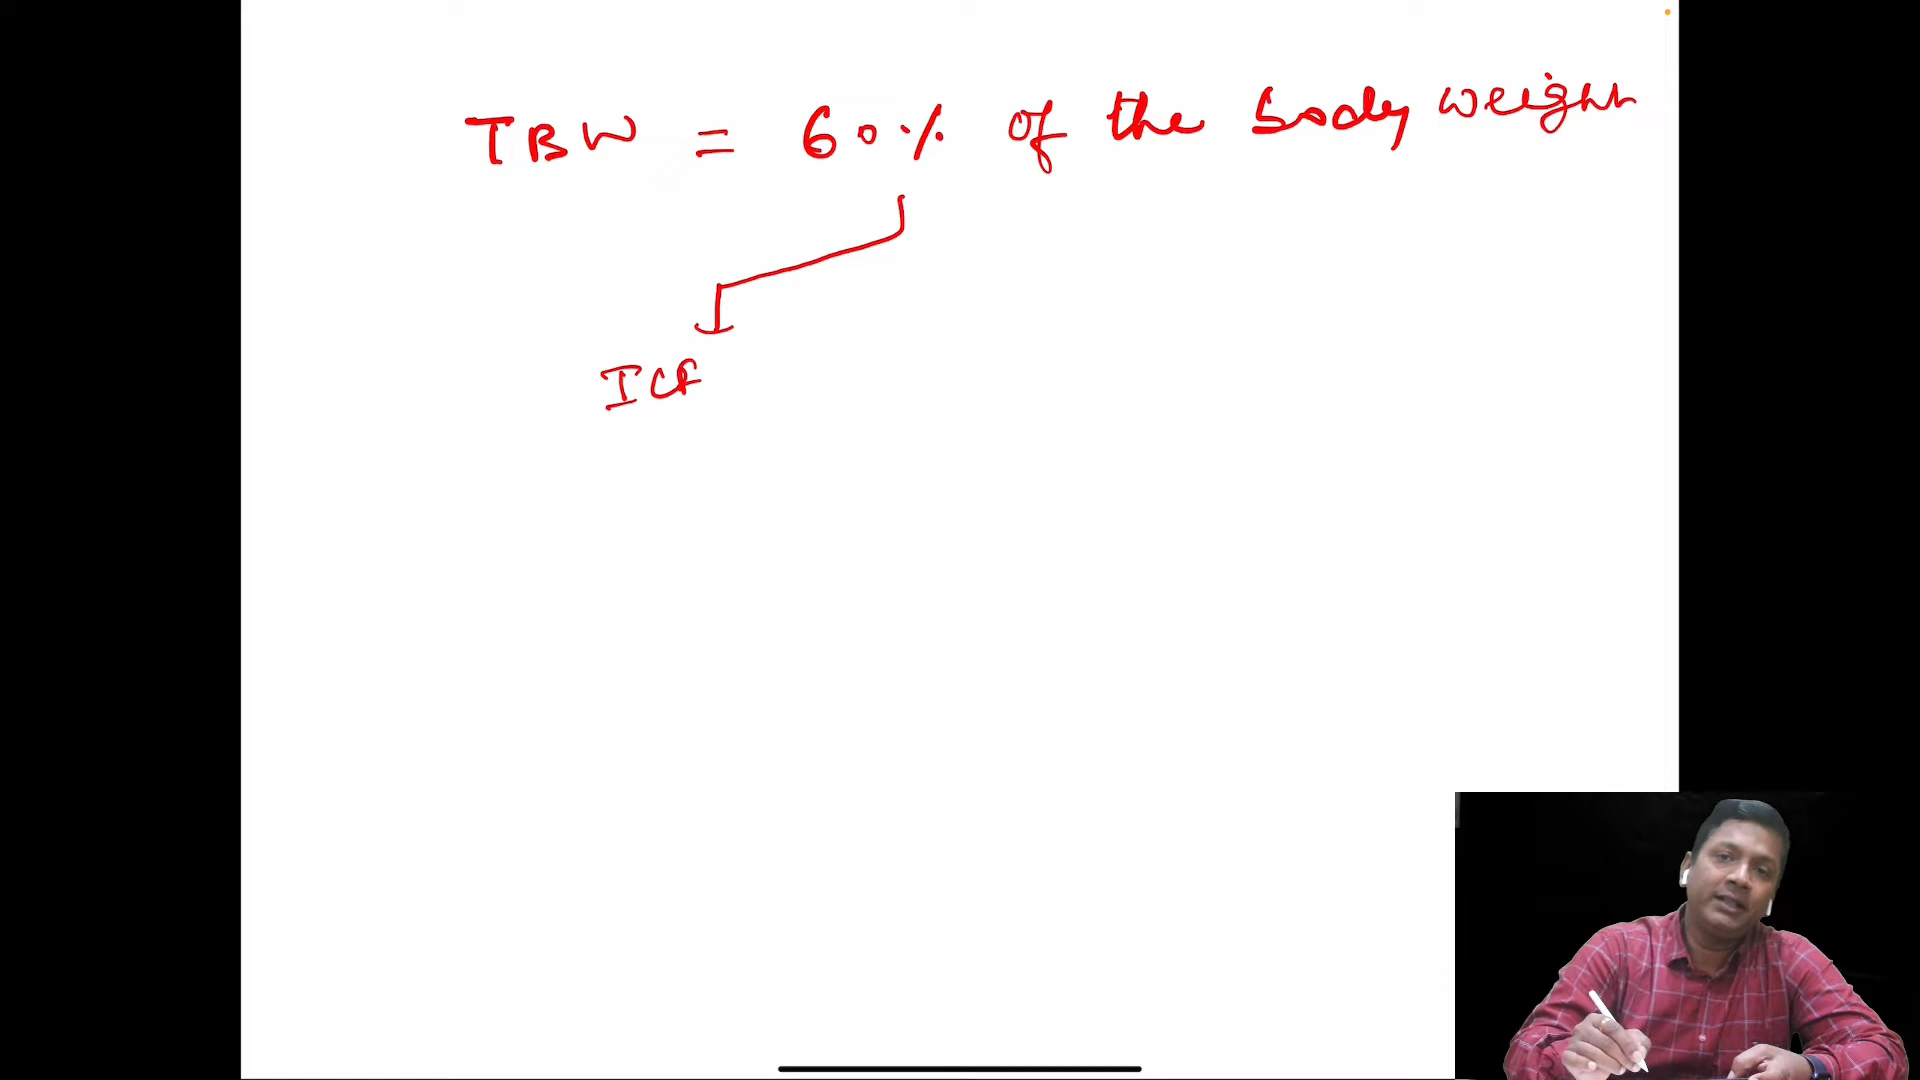 TBW = 60% of the body weight
ICF